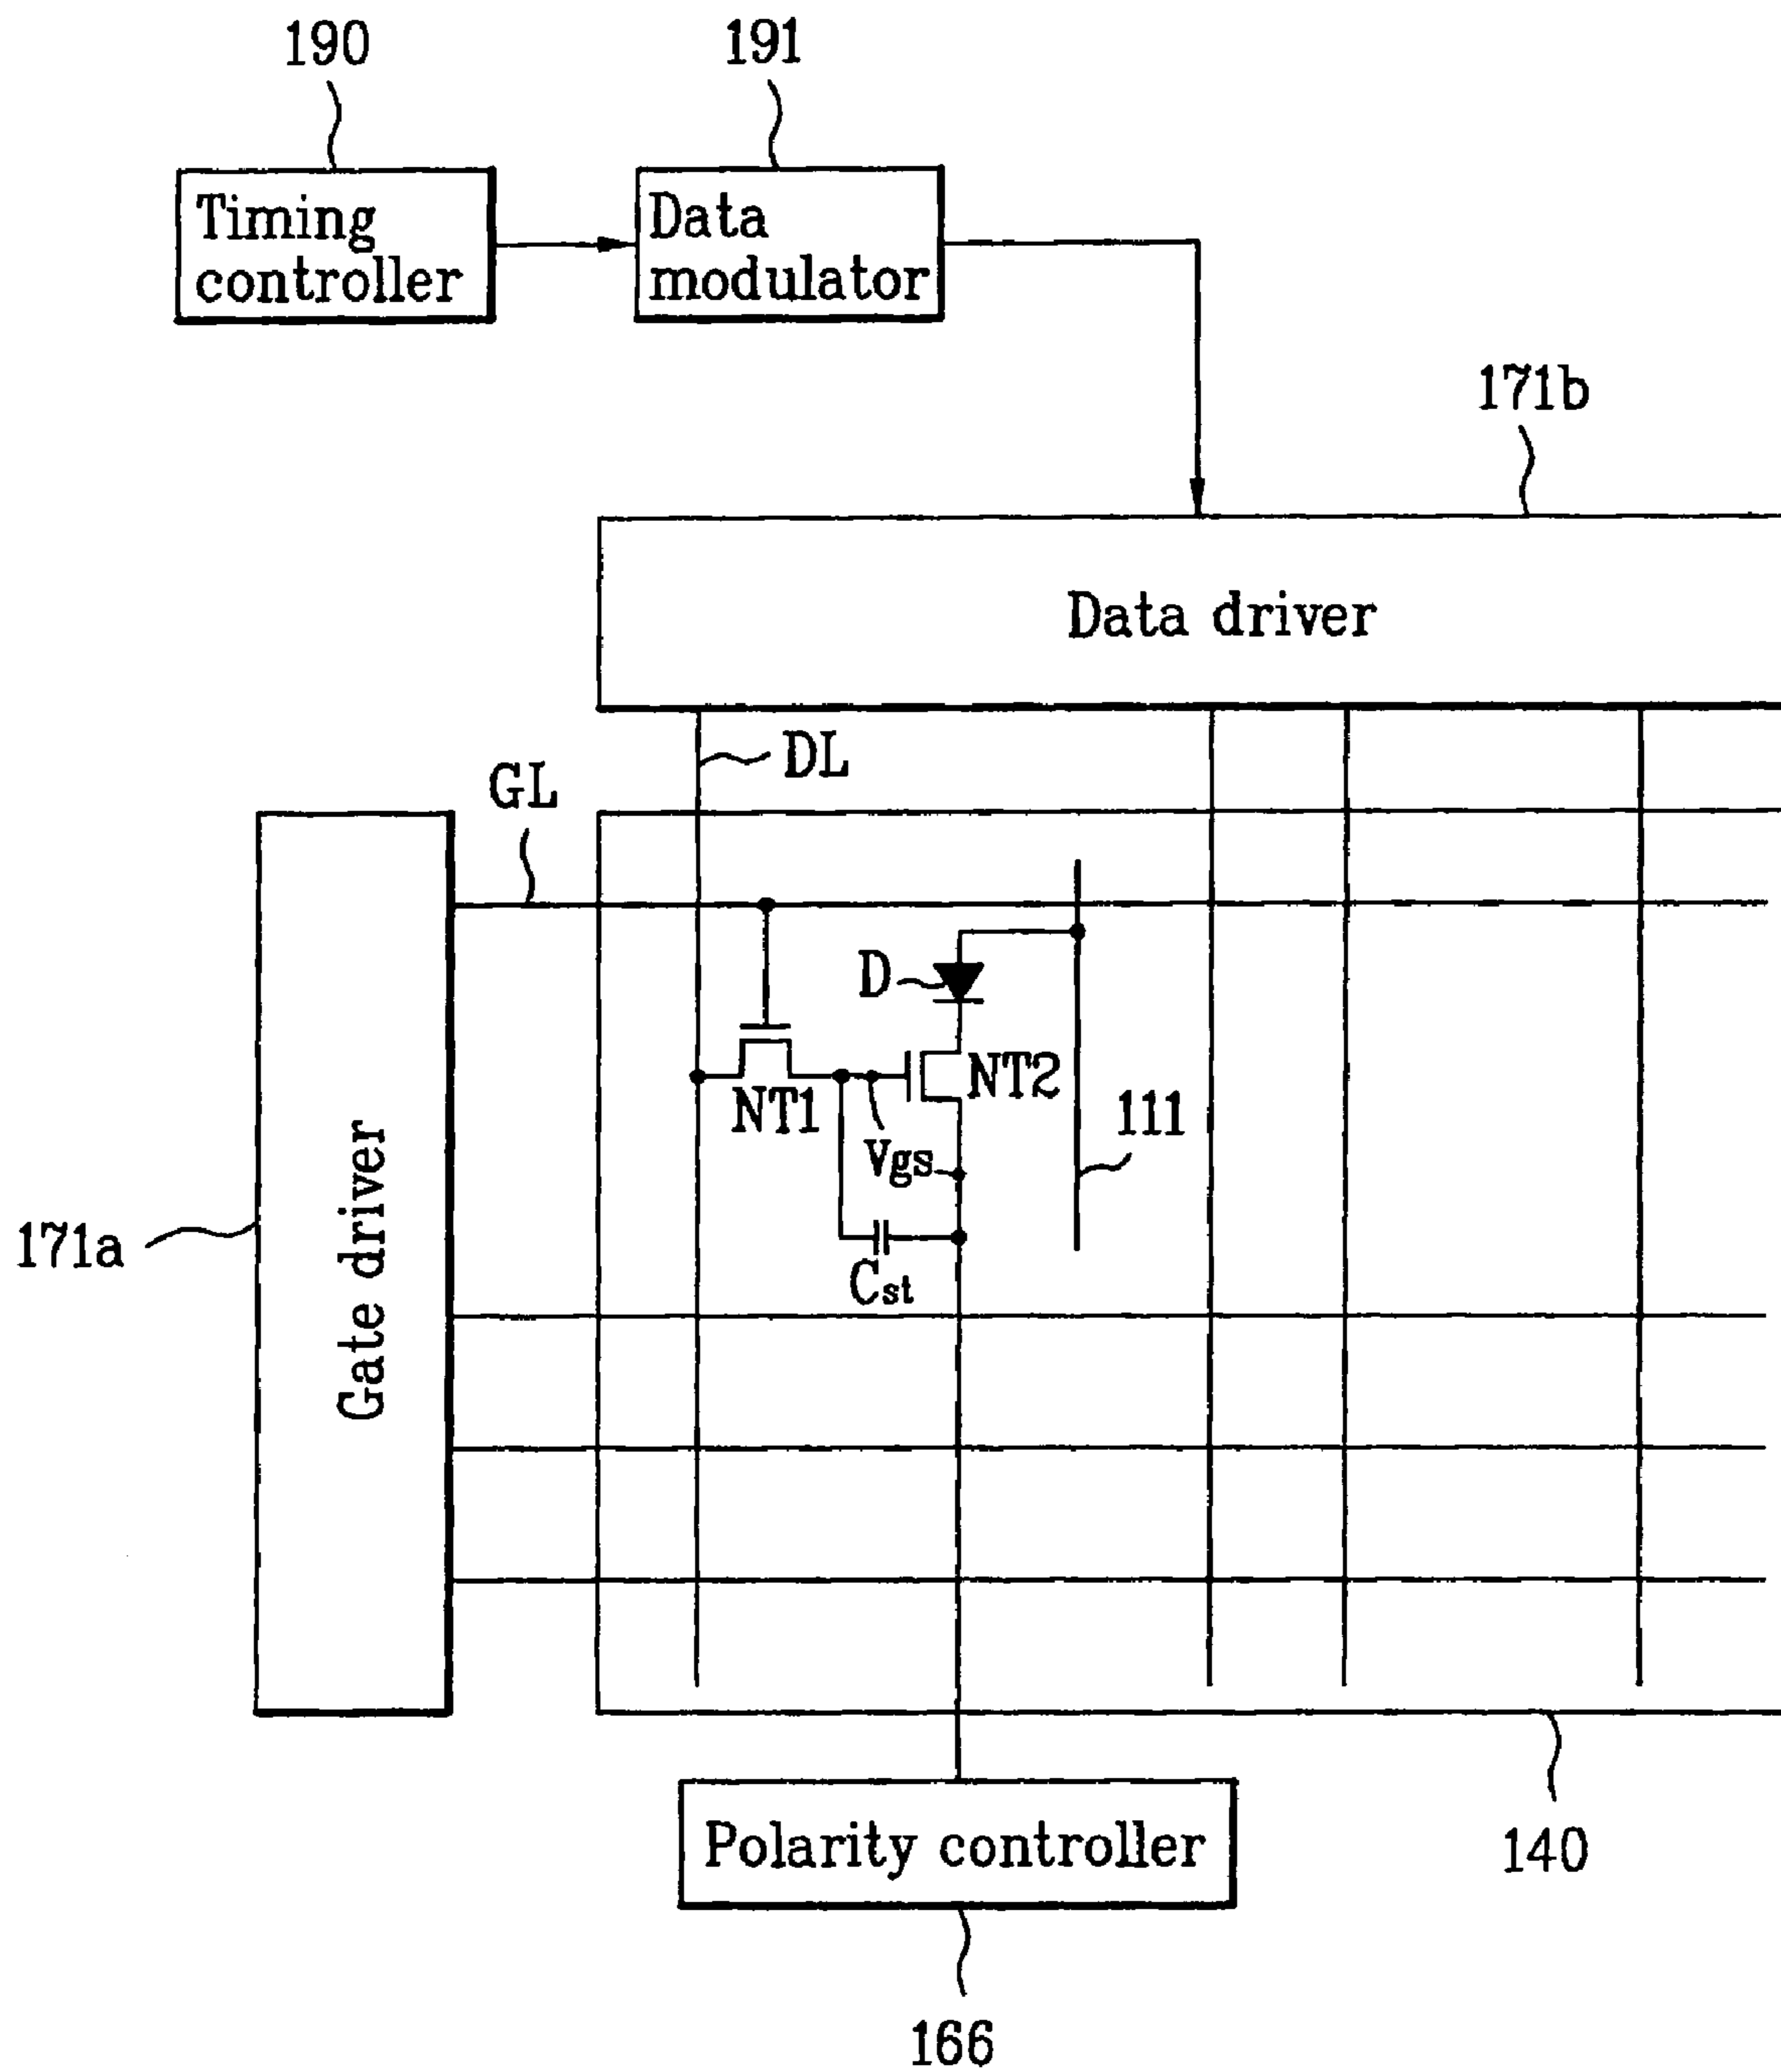 190
191
Timing
controller
Data
modulator
171b
Data driver
DL
GL
D
NT2
NT1
111
Vgs
171a
Gate driver
Cst
Polarity controller
140
166